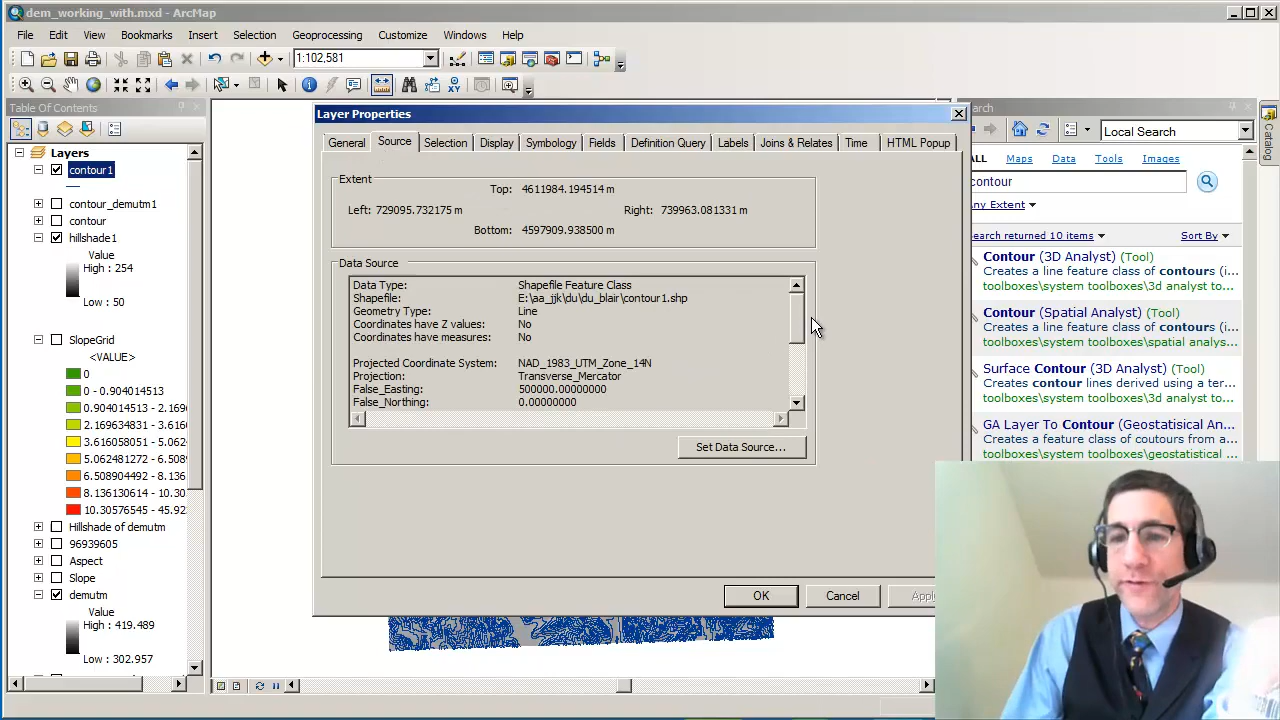 dem_working_with.mxd - ArcMap
File Edit View Bookmarks Insert Selection Geoprocessing Customize Windows Help
1:102,581
Table Of Contents
Layers
contour1
contour_demutm1
contour
hillshade1
Value
High : 254
Low : 50
SlopeGrid
<VALUE>
0
0 - 0.904014513
0.904014513 - 2.169
2.169634831 - 3.616
3.616058051 - 5.062
5.062481272 - 6.508
6.508904492 - 8.136
8.136130614 - 10.30
10.30576545 - 45.92
Hillshade of demutm
96939605
Aspect
Slope
demutm
Value
High : 419.489
Low : 302.957
Layer Properties
General Source Selection Display Symbology Fields Definition Query Labels Joins & Relates Time HTML Popup
Extent
Top: 4611984.194514 m
Left: 729095.732175 m Right: 739963.081331 m
Bottom: 4597909.938500 m
Data Source
Data Type: Shapefile Feature Class
Shapefile: E:\aa_jjk\du\du_blair\contour1.shp
Geometry Type: Line
Coordinates have Z values: No
Coordinates have measures: No
Projected Coordinate System: NAD_1983_UTM_Zone_14N
Projection: Transverse_Mercator
False_Easting: 500000.00000000
False_Northing: 0.00000000
Set Data Source...
OK Cancel Apply
arch
Local Search
Catalog
ALL Maps Data Tools Images
contour
ny Extent
earch returned 10 items Sort By
Contour (3D Analyst) (Tool)
Creates a line feature class of contours (i...
toolboxes\system toolboxes\3d analyst...
Contour (Spatial Analyst) (Tool)
Creates a line feature class of contours (i...
toolboxes\system toolboxes\spatial analys...
Surface Contour (3D Analyst) (Tool)
Creates contour lines derived using a ter...
toolboxes\system toolboxes\3d analyst...
GA Layer To Contour (Geostatisical An...
Creates a feature class of coutours from a...
toolboxes\system toolboxes\geostatistical ...